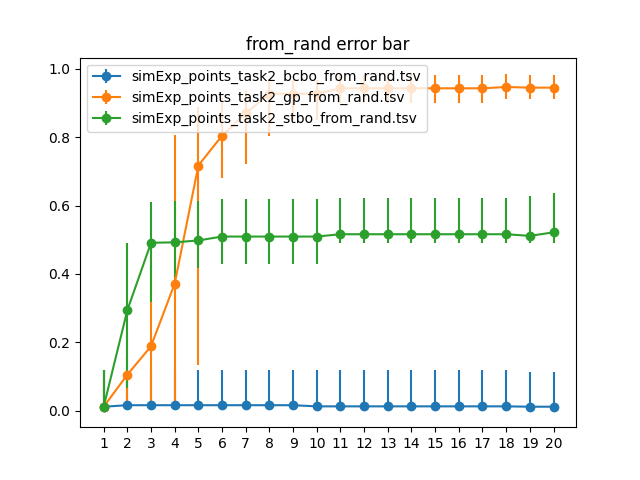 from_rand error bar
simExp_points_task2_bcbo_from_rand.tsv
simExp_points_task2_gp_from_rand.tsv
simExp_points_task2_stbo_from_rand.tsv
1.0
0.8
0.6
0.4
0.2
0.0
1 2 3 4 5 6 7 8 9 10 11 12 13 14 15 16 17 18 19 20